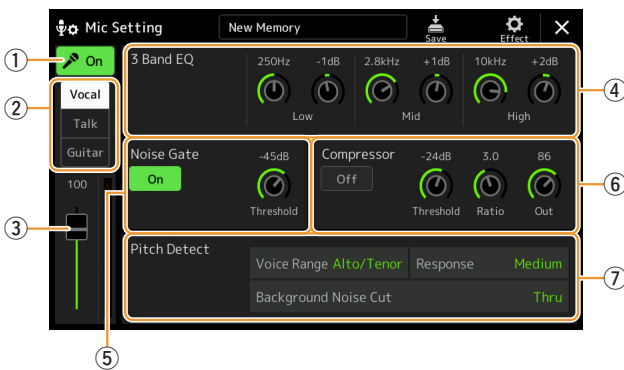 Mic Setting
New Memory
Save
Effect
1
On
2
Vocal
Talk
Guitar
100
3
3 Band EQ
250Hz -1dB 2.8kHz +1dB 10kHz +2dB
Low Mid High
4
Noise Gate
On
-45dB
Threshold
5
Compressor
Off
-24dB 3.0 86
Threshold Ratio Out
6
Pitch Detect
Voice Range Alto/Tenor Response Medium
Background Noise Cut Thru
7